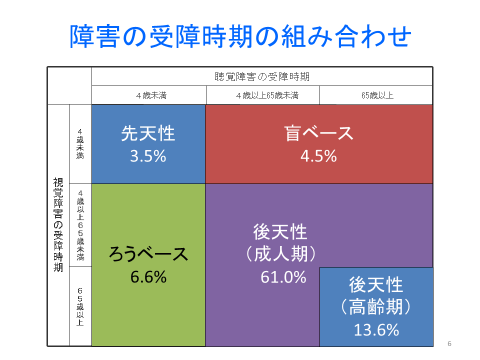 障害の受障時期の組み合わせ
聴覚障害の受障時期
４歳未満
４歳以上65歳未満
65歳以上
視覚障害の受障時期
４歳未満
先天性
3.5%
盲ベース
4.5%
４歳以上６５歳未満
ろうベース
6.6%
後天性
（成人期）
61.0%
６５歳以上
後天性
（高齢期）
13.6%
6